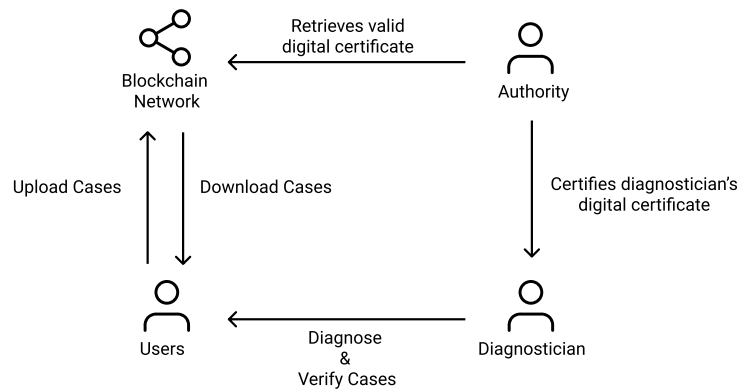 Retrieves valid
digital certificate
Blockchain
Network
Authority
Upload Cases
Download Cases
Certifies diagnostician's
digital certificate
Users
Diagnose
&
Verify Cases
Diagnostician